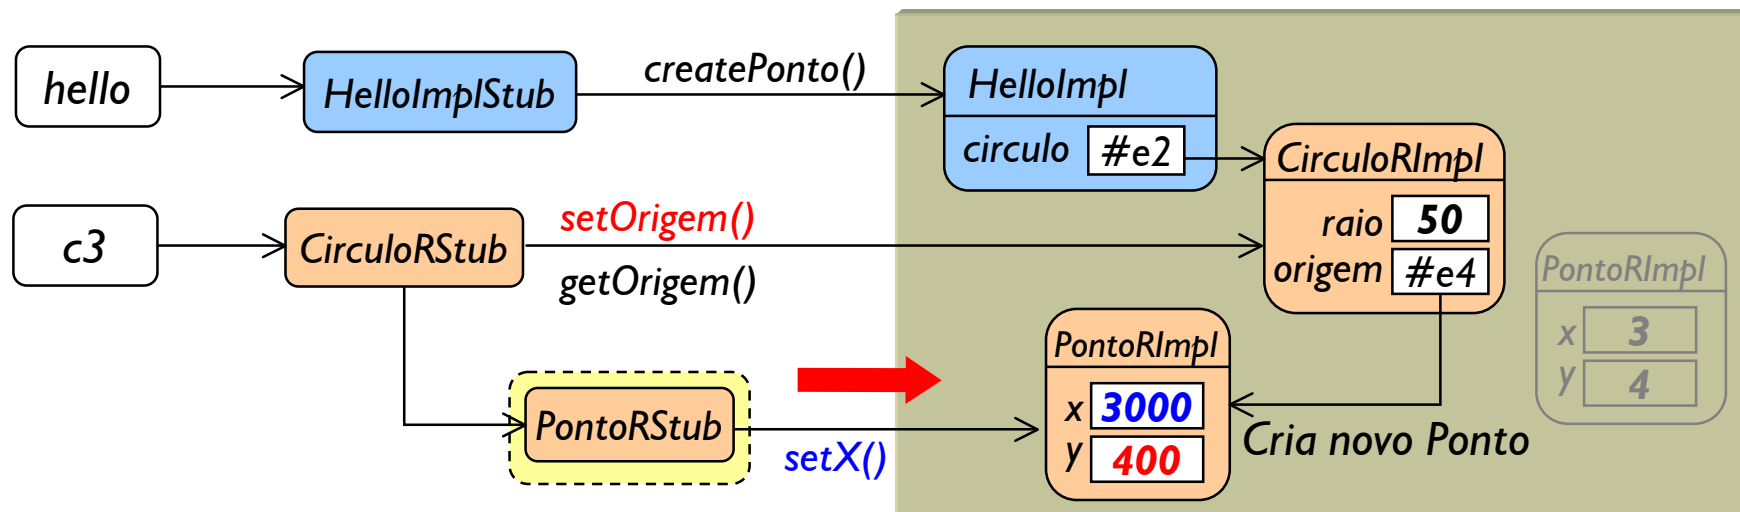 hello
HelloImplStub
createPonto()
HelloImpl
circulo #e2
CirculoRImpl
raio 50
origem #e4
c3
CirculoRStub
setOrigem()
getOrigem()
PontoRImpl
x 3
y 4
PontoRStub
setX()
PontoRImpl
x 3000
y 400
Cria novo Ponto